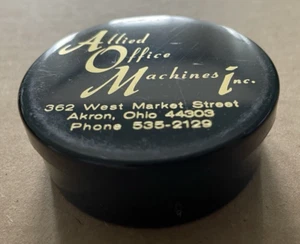 Allied
Office
Machines Inc.
362 West Market Street
Akron, Ohio 44303
Phone 535-2129